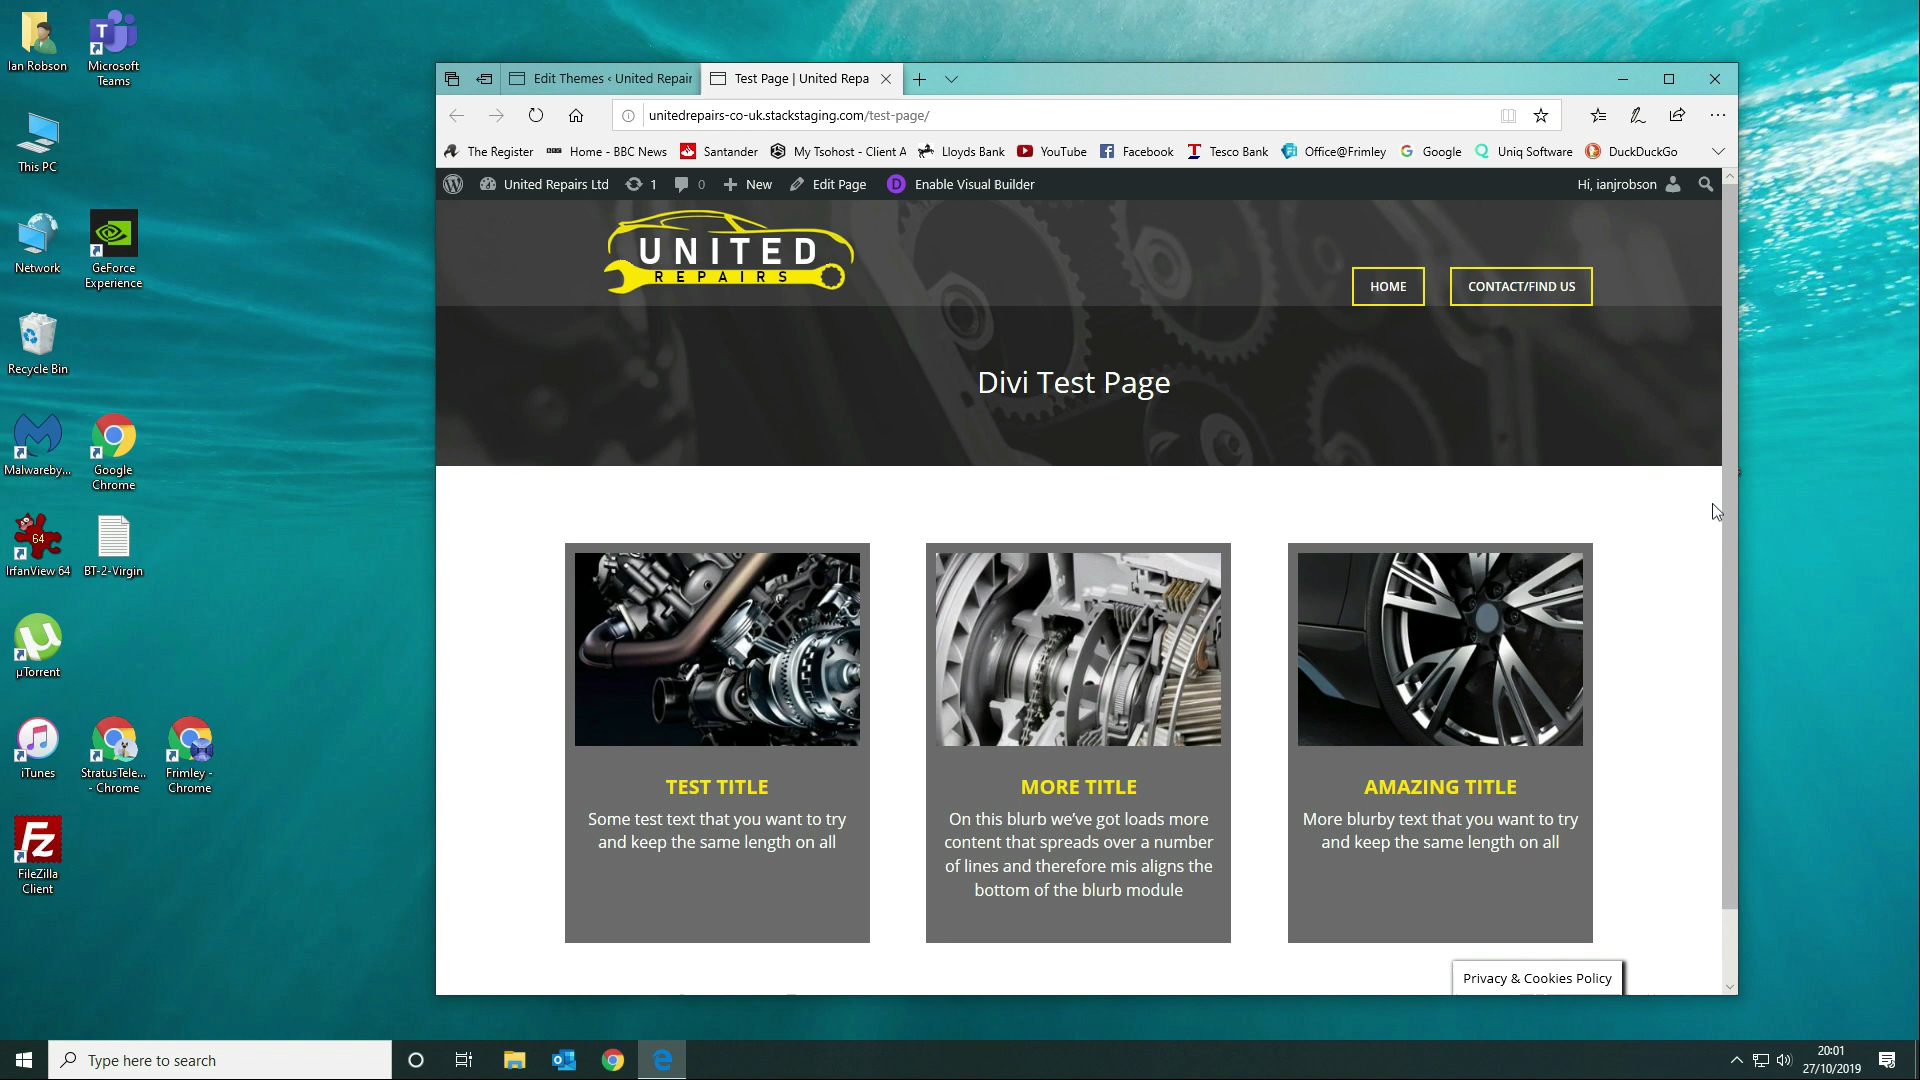 Ian Robson
Microsoft
Teams
This PC
Network
GeForce
Experience
Recycle Bin
Malwareby...
Google
Chrome
64
IrfanView 64
BT-2-Virgin
µTorrent
iTunes
StratusTele...
- Chrome
Frimley -
Chrome
FileZilla
Client
Edit Themes ‹ United Repair
Test Page | United Repa
unitedrepairs-co-uk.stackstaging.com/test-page/
The Register
Home - BBC News
Santander
My Tsohost - Client A
Lloyds Bank
YouTube
Facebook
Tesco Bank
Office@Frimley
Google
Uniq Software
DuckDuckGo
United Repairs Ltd
1
0
New
Edit Page
D
Enable Visual Builder
Hi, ianjrobson
UNITED
REPAIRS
HOME
CONTACT/FIND US
Divi Test Page
TEST TITLE
Some test text that you want to try
and keep the same length on all
MORE TITLE
On this blurb we’ve got loads more
content that spreads over a number
of lines and therefore mis aligns the
bottom of the blurb module
AMAZING TITLE
More blurby text that you want to try
and keep the same length on all
Privacy & Cookies Policy
Type here to search
20:01
27/10/2019